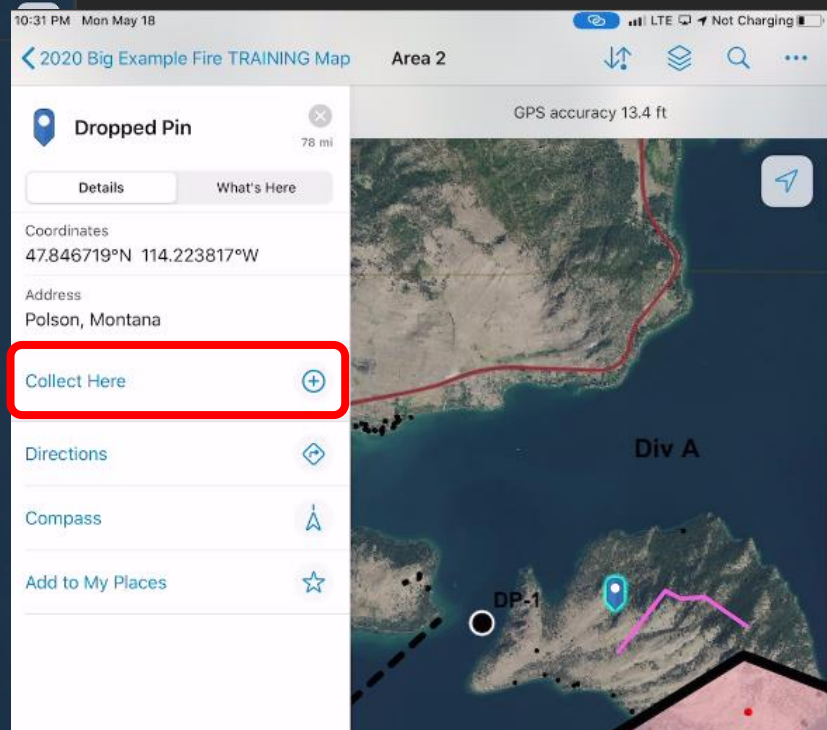 10:31 PM Mon May 18
LTE Not Charging
2020 Big Example Fire TRAINING Map
Area 2
Dropped Pin
78 mi
GPS accuracy 13.4 ft
Details What's Here
Coordinates
47.846719°N 114.223817°W
Address
Polson, Montana
Collect Here
Directions
Compass
Add to My Places
Div A
DP-1